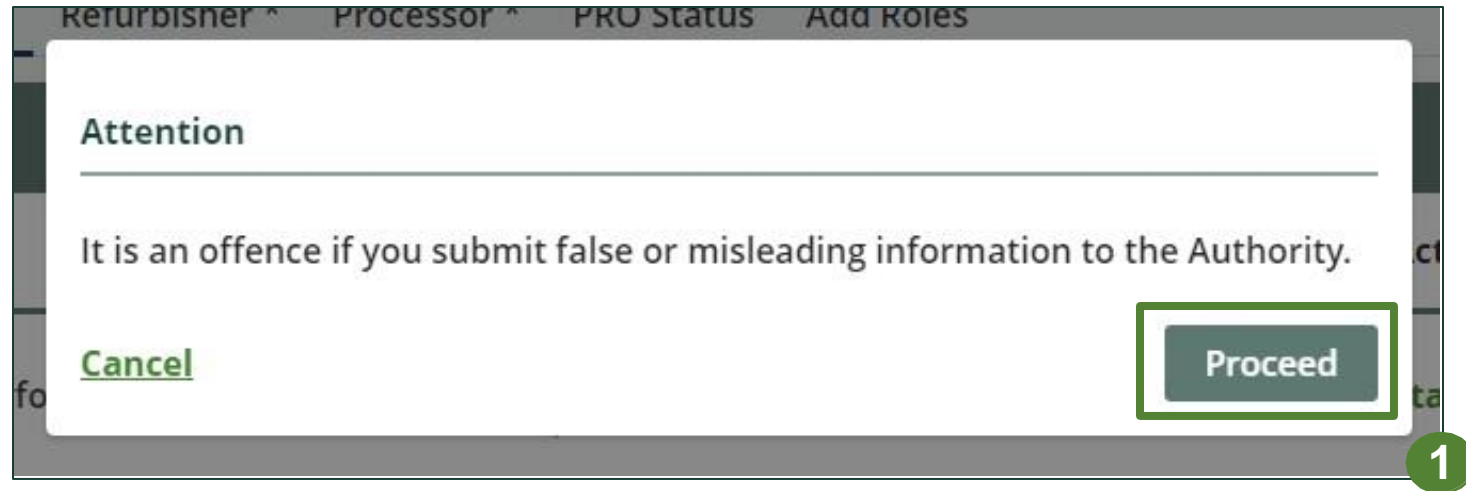 Refurbisher ^ Processor ^ PRO Status Add Roles
Attention
It is an offence if you submit false or misleading information to the Authority.
Cancel
Proceed
1